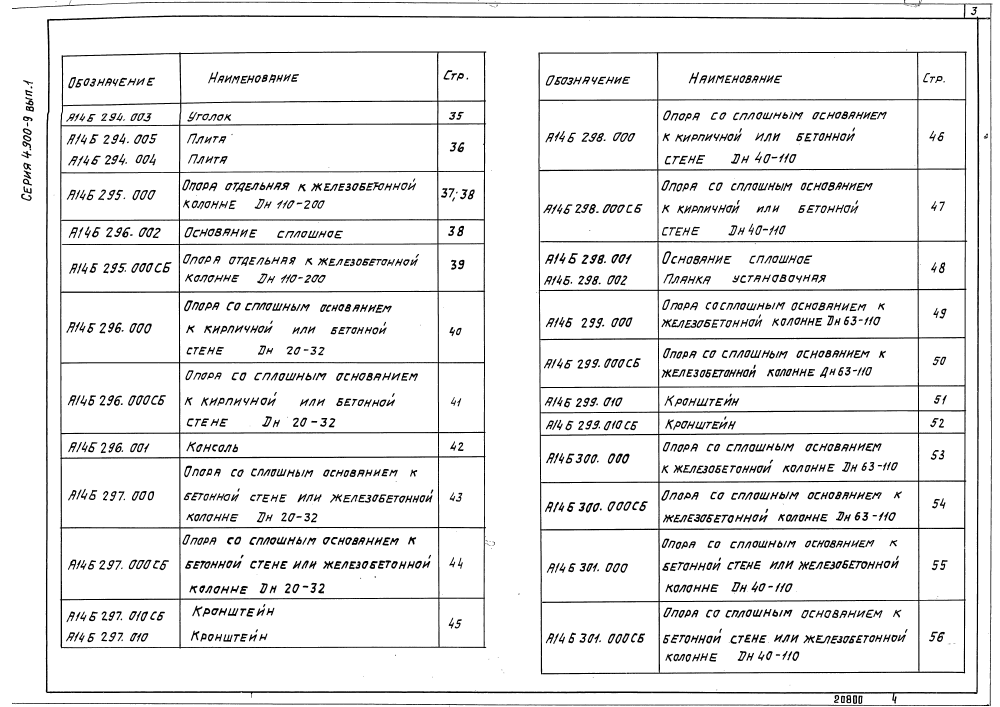 3
Серия 4.900-9 вып.1
Обозначение Наименование Стр.
А14Б 294. 003 Уголок 35
А14Б 294. 005 Плита
А14Б 294. 004 Плита 36
А14Б 295. 000 Опора отдельная к железобетонной
колонне Dн 110-200 37; 38
А14Б 296. 002 Основание сплошное 38
А14Б 295. 000СБ Опора отдельная к железобетонной
колонне Dн 110-200 39
А14Б 296. 000 Опора со сплошным основанием
к кирпичной или бетонной
стене Dн 20-32 40
А14Б 296. 000СБ Опора со сплошным основанием
к кирпичной или бетонной
стене Dн 20-32 41
А14Б 296. 001 Консоль 42
А14Б 297. 000 Опора со сплошным основанием к
бетонной стене или железобетонной
колонне Dн 20-32 43
А14Б 297. 000СБ Опора со сплошным основанием к
бетонной стене или железобетонной
колонне Dн 20-32 44
А14Б 297. 010СБ Кронштейн
А14Б 297. 010 Кронштейн 45
Обозначение Наименование Стр.
А14Б 298. 000 Опора со сплошным основанием
к кирпичной или бетонной
стене Dн 40-110 46
А14Б 298. 000СБ Опора со сплошным основанием
к кирпичной или бетонной
стене Dн 40-110 47
А14Б 298. 001 Основание сплошное
А14Б. 298. 002 Планка установочная 48
А14Б 299. 000 Опора со сплошным основанием к
железобетонной колонне Dн 63-110 49
А14Б 299. 000СБ Опора со сплошным основанием к
железобетонной колонне Дн 63-110 50
А14Б 299. 010 Кронштейн 51
А14Б 299. 010СБ Кронштейн 52
А14Б 300. 000 Опора со сплошным основанием
к железобетонной колонне Dн 63-110 53
А14Б 300. 000СБ Опора со сплошным основанием к
железобетонной колонне Dн 63-110 54
А14Б 301. 000 Опора со сплошным основанием к
бетонной стене или железобетонной
колонне Dн 40-110 55
А14Б 301. 000СБ Опора со сплошным основанием к
бетонной стене или железобетонной
колонне Dн 40-110 56
20800 4